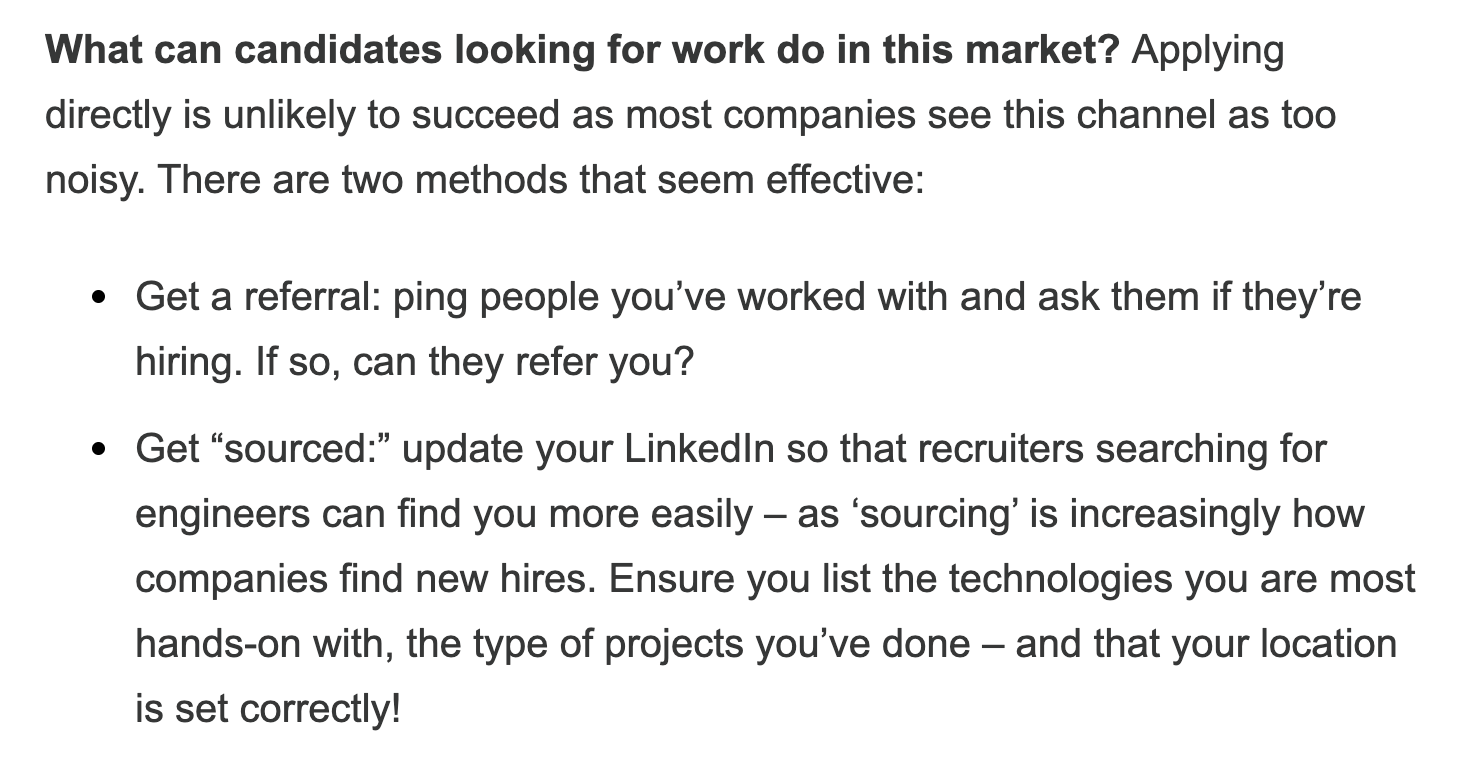 What can candidates looking for work do in this market? Applying
directly is unlikely to succeed as most companies see this channel as too
noisy. There are two methods that seem effective:
• Get a referral: ping people you’ve worked with and ask them if they’re
hiring. If so, can they refer you?
• Get “sourced:” update your LinkedIn so that recruiters searching for
engineers can find you more easily – as ‘sourcing’ is increasingly how
companies find new hires. Ensure you list the technologies you are most
hands-on with, the type of projects you’ve done – and that your location
is set correctly!